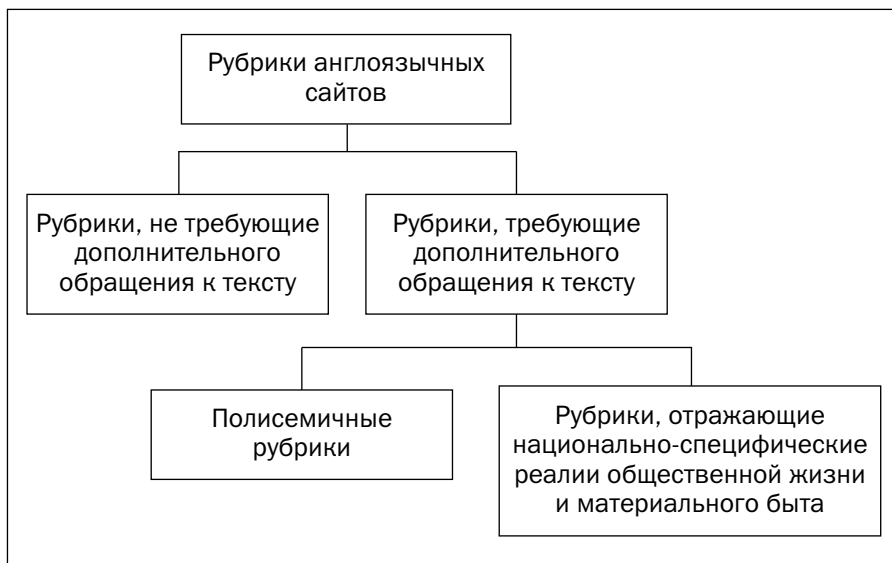 Рубрики англоязычных
сайтов
Рубрики, не требующие
дополнительного
обращения к тексту
Рубрики, требующие
дополнительного
обращения к тексту
Полисемичные
рубрики
Рубрики, отражающие
национально-специфические
реалии общественной жизни
и материального быта